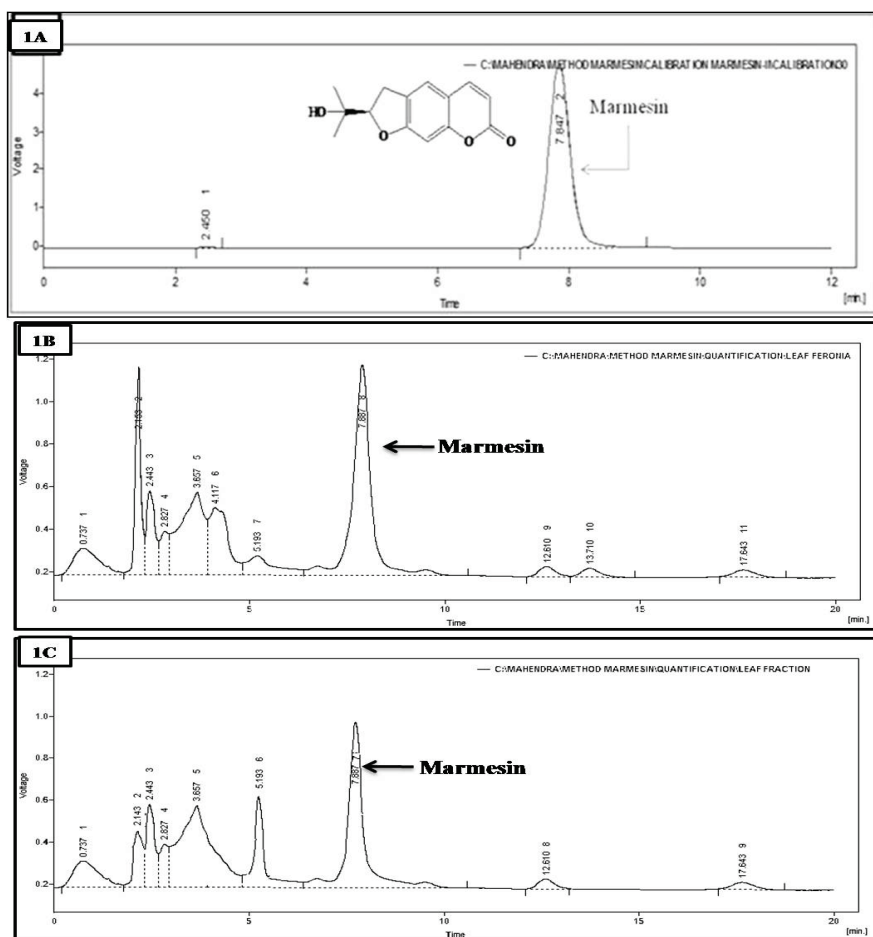 1A
— C:\MAHENDRA\METHOD MARMESIN\CALIBRATION MARMESIN-II\CALIBRATION30
Voltage
4
3
2
1
0
HO
O
O
O
Marmesin
2.450 1
7.847 2
0 2 4 6 8 10 12
Time
[min.]
1B
— C:\MAHENDRA\METHOD MARMESIN\QUANTIFICATION\LEAF FERONIA
Voltage
1.2
1.0
0.8
0.6
0.4
0.2
0.737 1
2.153 2
2.443 3
2.827 4
3.657 5
4.117 6
5.193 7
7.887 8
Marmesin
12.610 9
13.710 10
17.643 11
0 5 10 15 20
Time
[min.]
1C
— C:\MAHENDRA\METHOD MARMESIN\QUANTIFICATION\LEAF FRACTION
Voltage
1.2
1.0
0.8
0.6
0.4
0.2
0.737 1
2.143 2
2.443 3
2.827 4
3.657 5
5.193 6
7.887 7
Marmesin
12.610 8
17.643 9
0 5 10 15 20
Time
[min.]